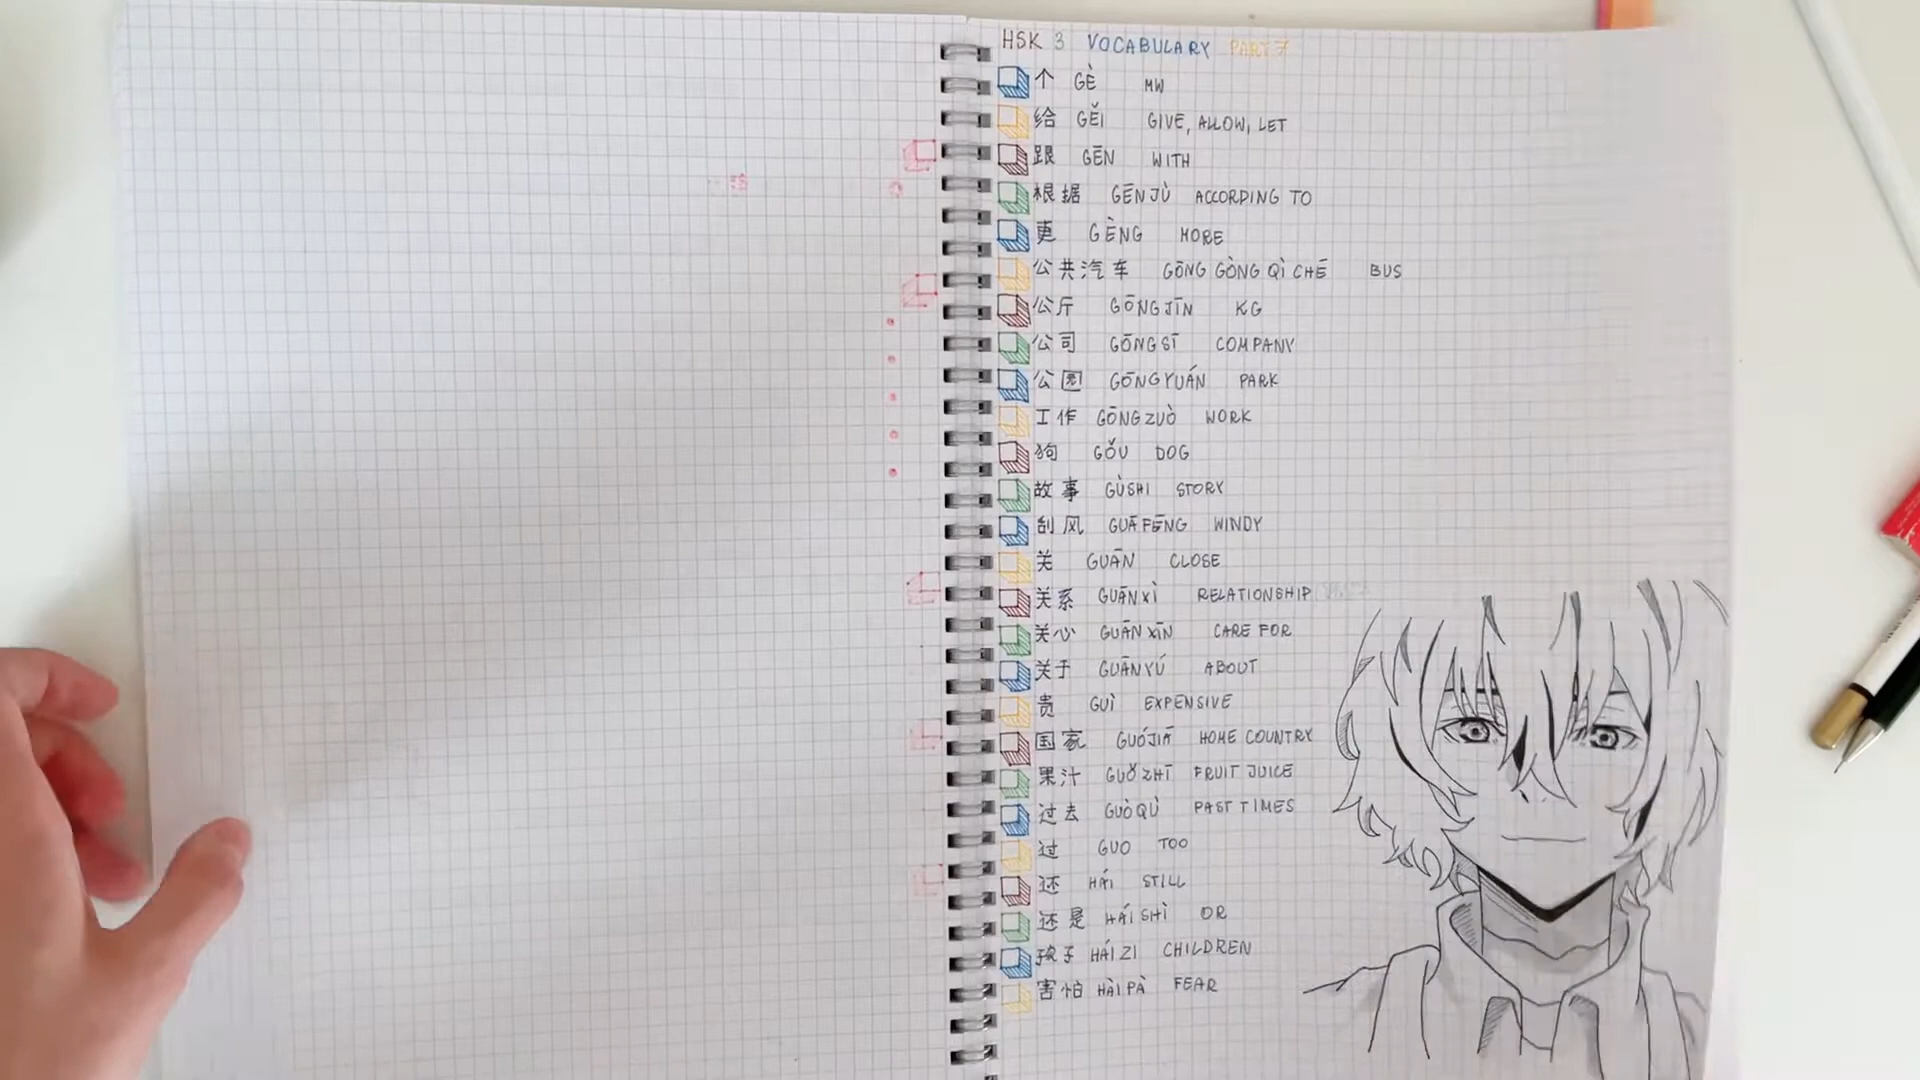 HSK 3 VOCABULARY PART 7
个 GÈ MW
给 GĚI GIVE, ALLOW, LET
跟 GĒN WITH
根据 GĒNJÙ ACCORDING TO
更 GÈNG MORE
公共汽车 GŌNG GÒNG QÌ CHĒ BUS
公斤 GŌNGJĪN KG
公司 GŌNGSĪ COMPANY
公园 GŌNGYUÁN PARK
工作 GŌNGZUÒ WORK
狗 GǑU DOG
故事 GÙSHI STORY
刮风 GUĀFĒNG WINDY
关 GUĀN CLOSE
关系 GUĀNXÌ RELATIONSHIP
关心 GUĀNXĪN CARE FOR
关于 GUĀNYÚ ABOUT
贵 GUÌ EXPENSIVE
国家 GUÓJIĀ HOME COUNTRY
果汁 GUǑZHĪ FRUIT JUICE
过去 GUÒQÙ PAST TIMES
过 GUO TOO
还 HÁI STILL
还是 HÁISHÌ OR
孩子 HÁIZI CHILDREN
害怕 HÀIPÀ FEAR